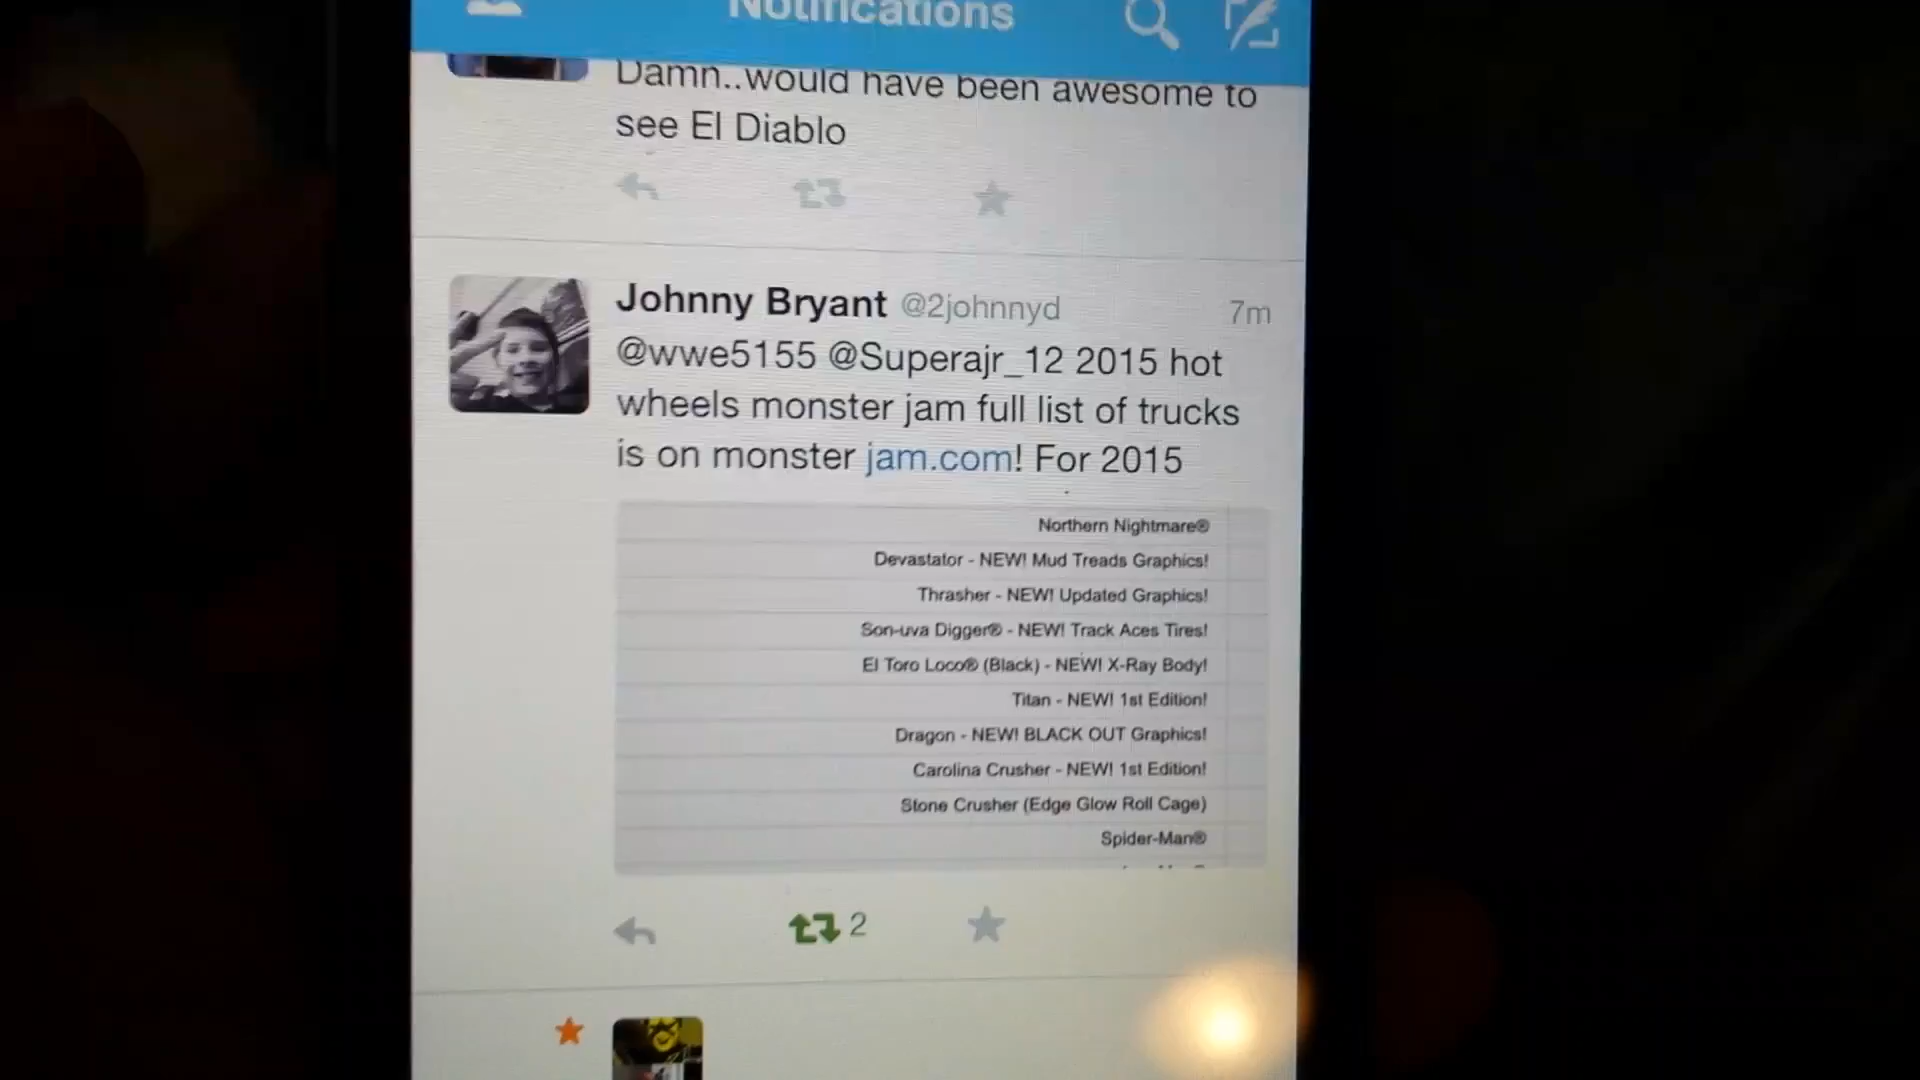 Notifications
Damn..would have been awesome to
see El Diablo
Johnny Bryant @2johnnyd 7m
@wwe5155 @Superajr_12 2015 hot
wheels monster jam full list of trucks
is on monster jam.com! For 2015
Northern Nightmare®
Devastator - NEW! Mud Treads Graphics!
Thrasher - NEW! Updated Graphics!
Son-uva Digger® - NEW! Track Aces Tires!
El Toro Loco® (Black) - NEW! X-Ray Body!
Titan - NEW! 1st Edition!
Dragon - NEW! BLACK OUT Graphics!
Carolina Crusher - NEW! 1st Edition!
Stone Crusher (Edge Glow Roll Cage)
Spider-Man®
2